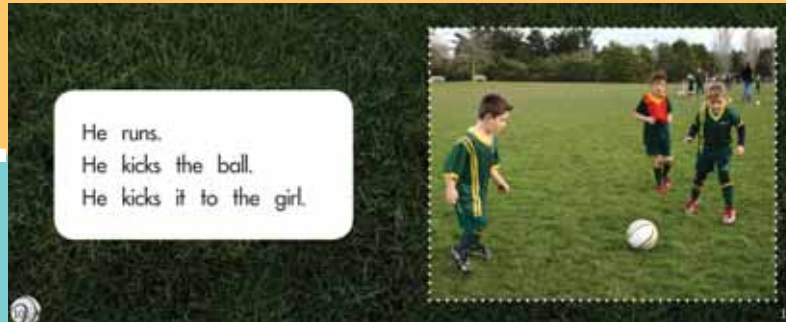 He runs.
He kicks the ball.
He kicks it to the girl.